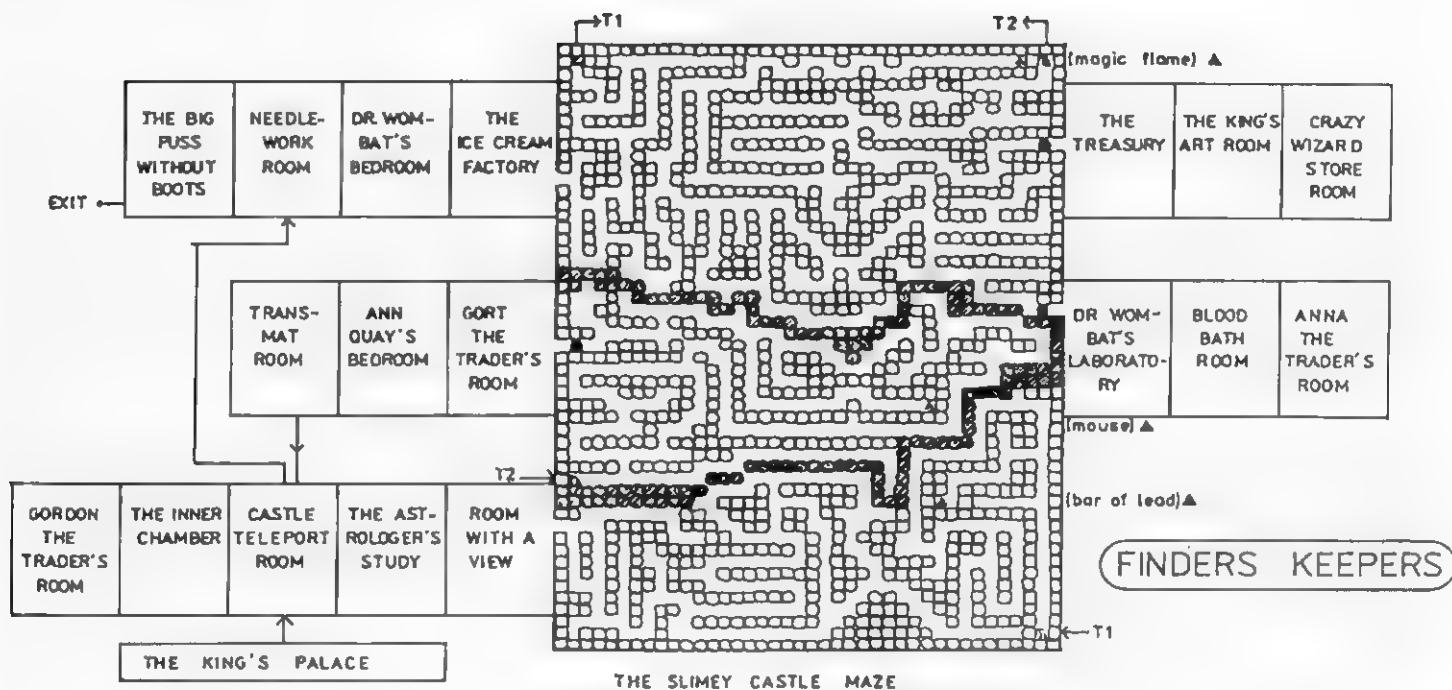 T1
T2
(magic flame) ▲
THE BIG
PUSS
WITHOUT
BOOTS
NEEDLE-
WORK
ROOM
DR. WOM-
BAT'S
BEDROOM
THE
ICE CREAM
FACTORY
THE
TREASURY
THE KING'S
ART ROOM
CRAZY
WIZARD
STORE
ROOM
EXIT
TRANS-
MAT
ROOM
ANN
QUAY'S
BEDROOM
GORT
THE
TRADER'S
ROOM
DR WOM-
BAT'S
LABORATO-
RY
BLOOD
BATH
ROOM
ANNA
THE
TRADER'S
ROOM
(mouse) ▲
T2
GORDON
THE
TRADER'S
ROOM
THE INNER
CHAMBER
CASTLE
TELEPORT
ROOM
THE AST-
ROLOGER'S
STUDY
ROOM
WITH A
VIEW
(bar of lead) ▲
FINDERS KEEPERS
T1
THE KING'S PALACE
THE SLIMEY CASTLE MAZE